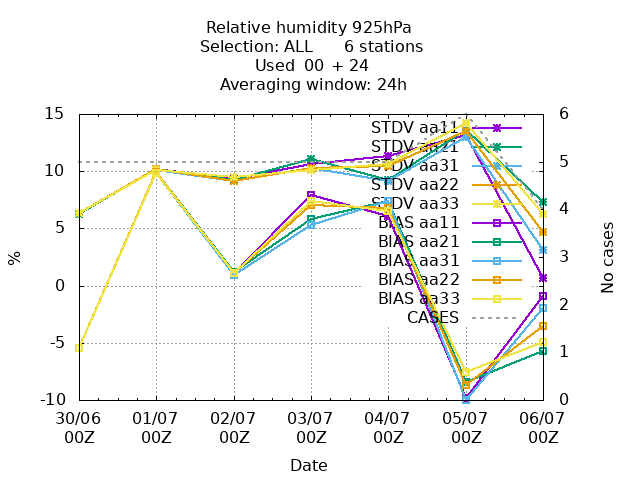 Relative humidity 925hPa
Selection: ALL 6 stations
Used 00 + 24
Averaging window: 24h
15
10
5
0
-5
-10
%
6
5
4
3
2
1
0
No cases
STDV aa11
STDV aa21
STDV aa31
STDV aa22
STDV aa33
BIAS aa11
BIAS aa21
BIAS aa31
BIAS aa22
BIAS aa33
CASES
30/06 01/07 02/07 03/07 04/07 05/07 06/07
00Z 00Z 00Z 00Z 00Z 00Z 00Z
Date